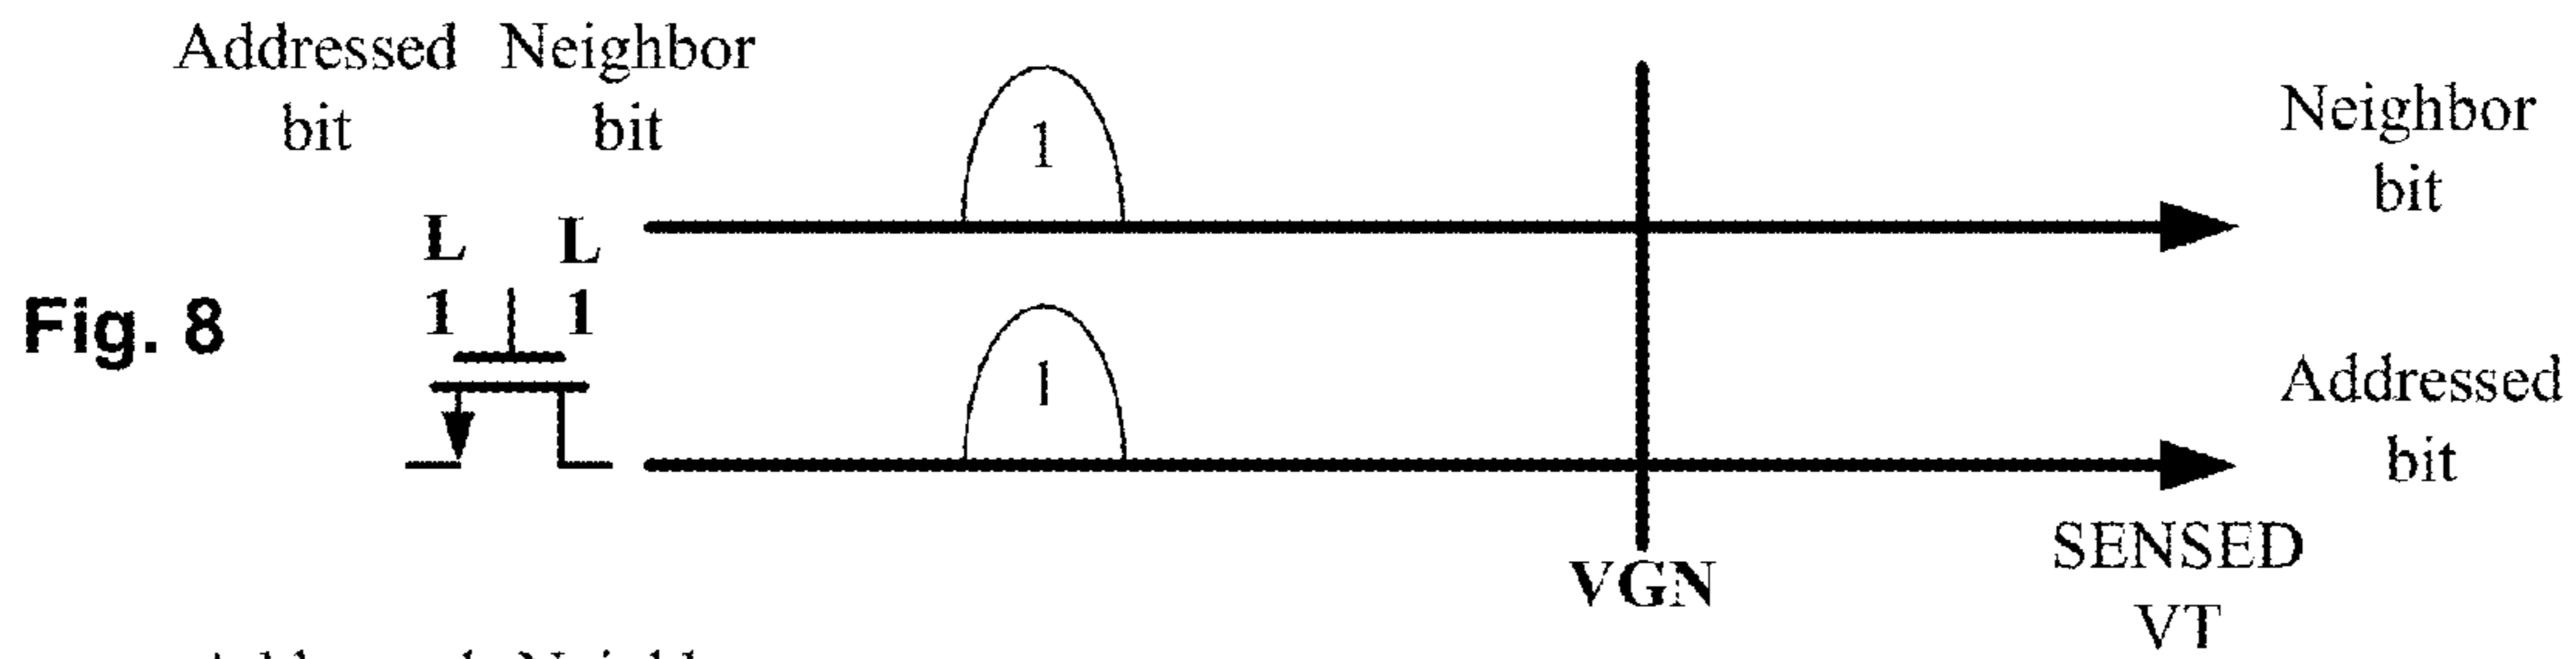 Addressed Neighbor
bit bit
1
Neighbor
bit
L L
1 1
Fig. 8
1
Addressed
bit
VGN
SENSED
VT